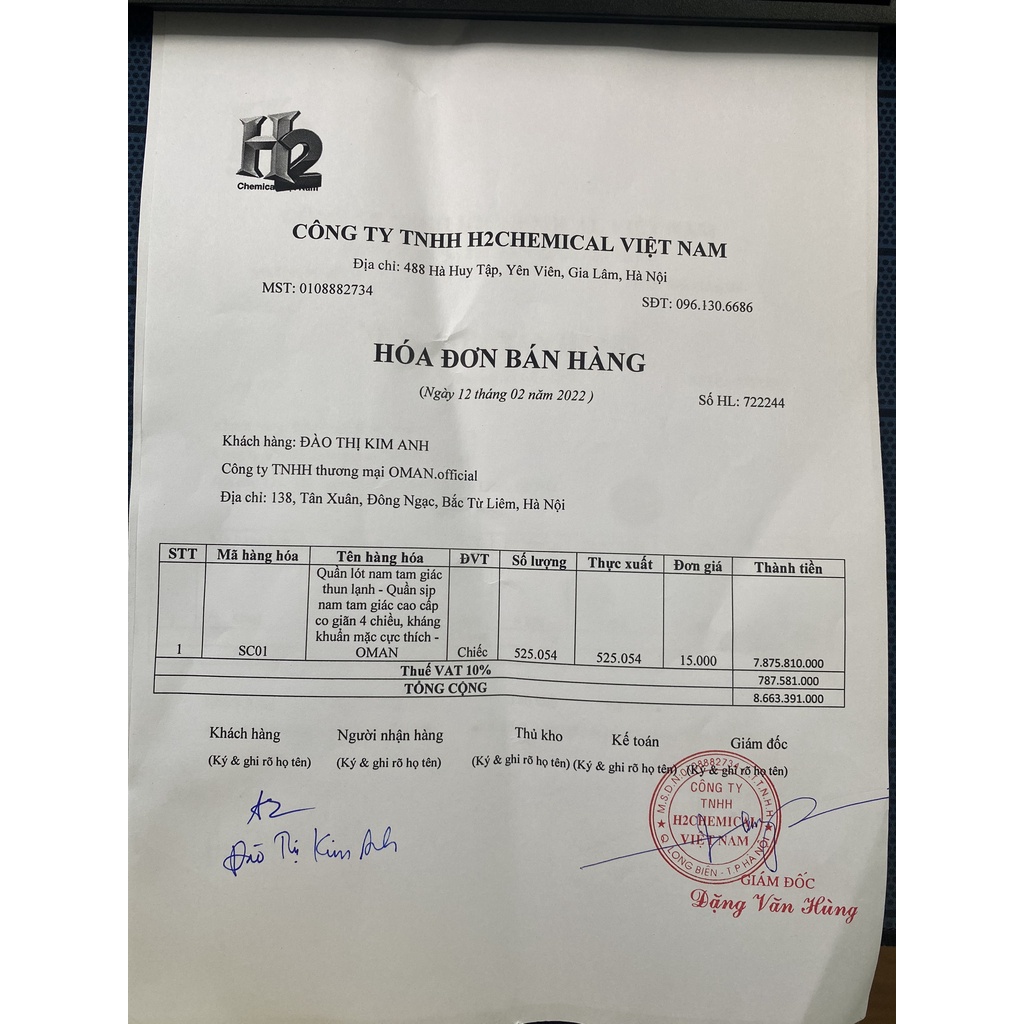 H2
CÔNG TY TNHH H2CHEMICAL VIỆT NAM
Địa chỉ: 488 Hà Huy Tập, Yên Viên, Gia Lâm, Hà Nội
MST: 0108882734
SĐT: 096.130.6686
HÓA ĐƠN BÁN HÀNG
(Ngày 12 tháng 02 năm 2022 )
Số HL: 722244
Khách hàng: ĐÀO THỊ KIM ANH
Công ty TNHH thương mại OMAN.official
Địa chỉ: 138, Tân Xuân, Đông Ngạc, Bắc Từ Liêm, Hà Nội
STT Mã hàng hóa Tên hàng hóa ĐVT Số lượng Thực xuất Đơn giá Thành tiền
Quần lót nam tam giác
thun lạnh - Quần sịp
nam tam giác cao cấp
co giãn 4 chiều, kháng
khuẩn mặc cực thích -
1 SC01 OMAN Chiếc 525.054 525.054 15.000 7.875.810.000
Thuế VAT 10% 787.581.000
TỔNG CỘNG 8.663.391.000
Khách hàng Người nhận hàng Thủ kho Kế toán Giám đốc
(Ký & ghi rõ họ tên) (Ký & ghi rõ họ tên) (Ký & ghi rõ họ tên) (Ký & ghi rõ họ tên) (Ký & ghi rõ họ tên)
Đào Thị Kim Anh
M.S.D.N:0108882734
CÔNG TY
TNHH
H2CHEMICAL
VIỆT NAM
Q LONG BIÊN - T.P HÀ NỘI
GIÁM ĐỐC
Đặng Văn Hùng